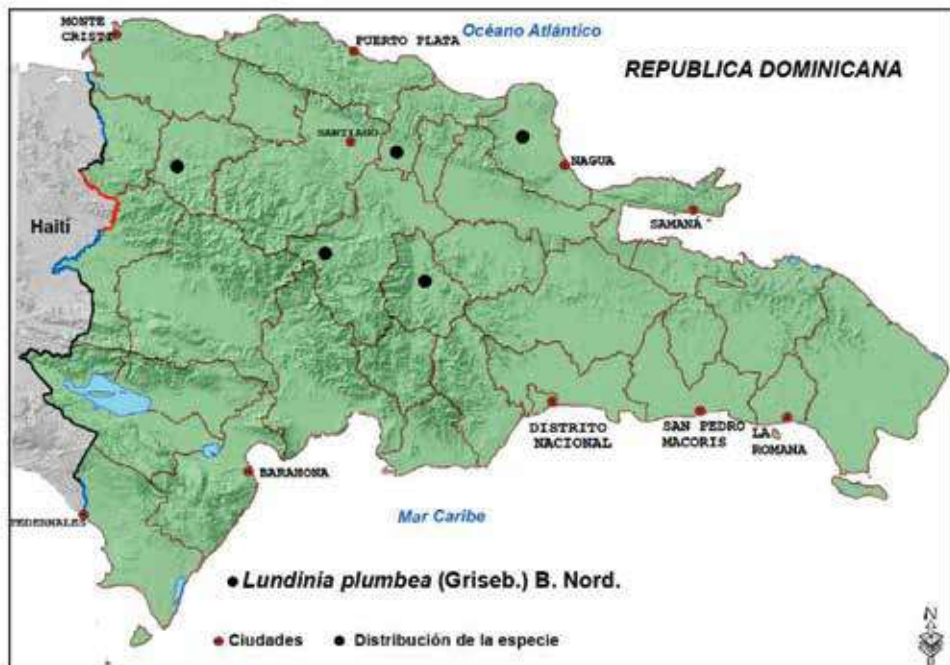 MONTE
CRISTI
Océano Atlántico
PUERTO PLATA
REPUBLICA DOMINICANA
SANTIAGO
NAGUA
Haití
SAMANÁ
DISTRITO
NACIONAL
SAN PEDRO
MACORIS
LA
ROMANA
BARAHONA
Mar Caribe
PEDERNALES
Lundinia plumbea (Griseb.) B. Nord.
Ciudades
Distribución de la especie
N